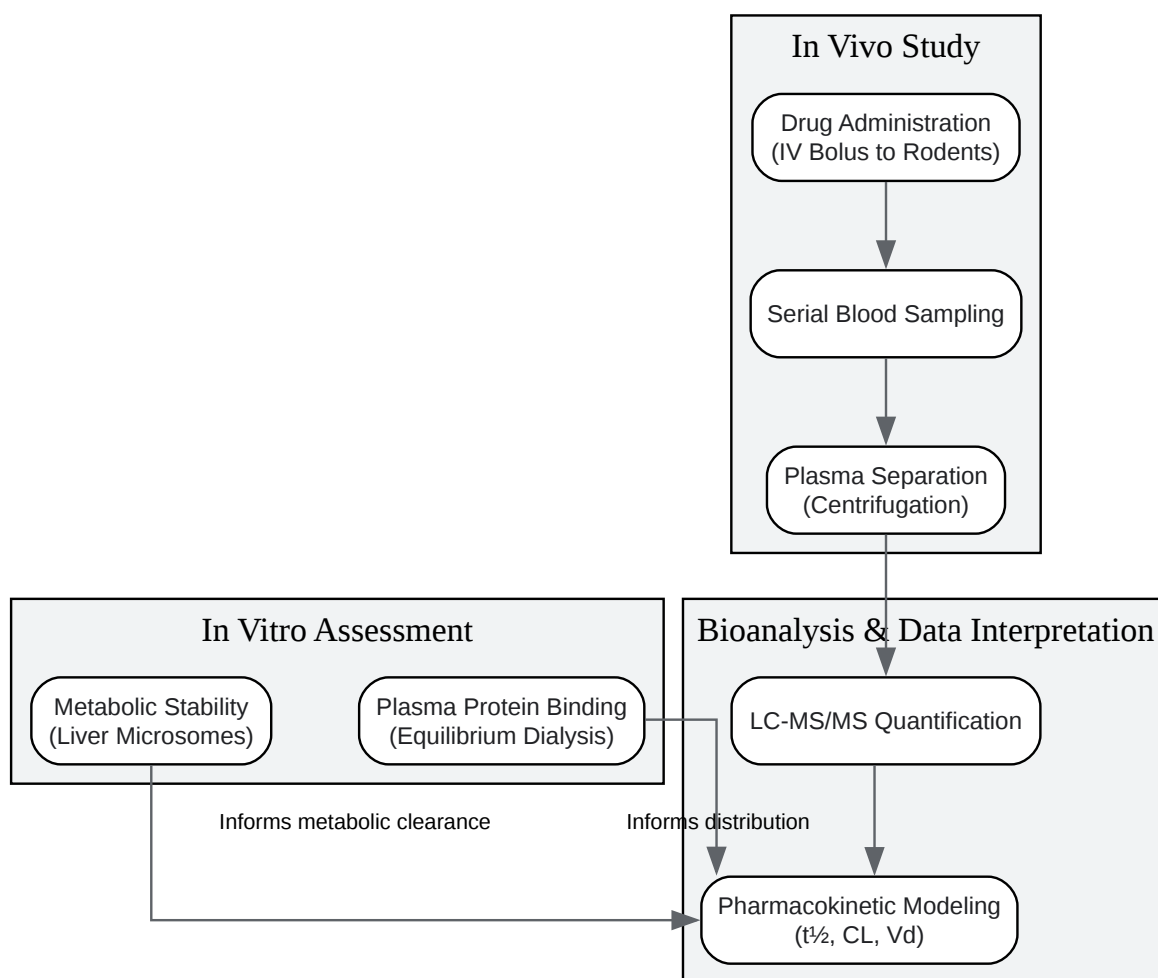 In Vivo Study
Drug Administration
(IV Bolus to Rodents)
Serial Blood Sampling
Plasma Separation
(Centrifugation)
In Vitro Assessment
Metabolic Stability
(Liver Microsomes)
Plasma Protein Binding
(Equilibrium Dialysis)
Bioanalysis & Data Interpretation
LC-MS/MS Quantification
Informs metabolic clearance
Informs distribution
Pharmacokinetic Modeling
(t½, CL, Vd)